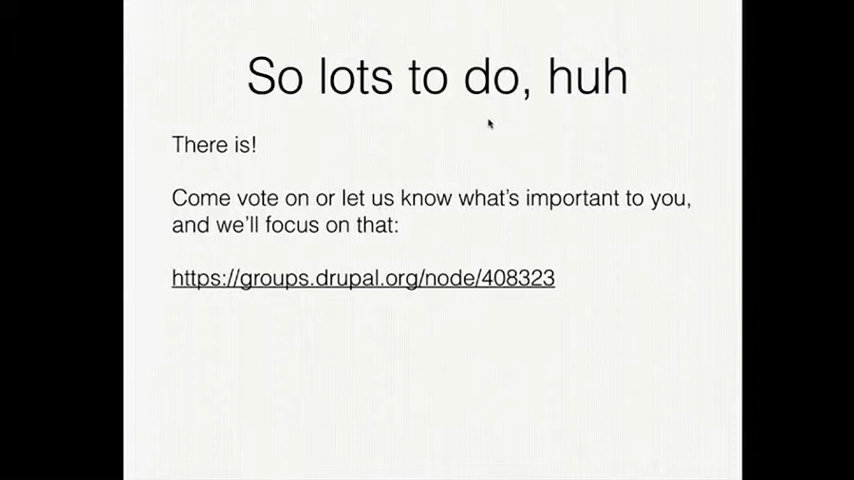 So lots to do, huh
There is!
Come vote on or let us know what's important to you,
and we'll focus on that:
https://groups.drupal.org/node/408323